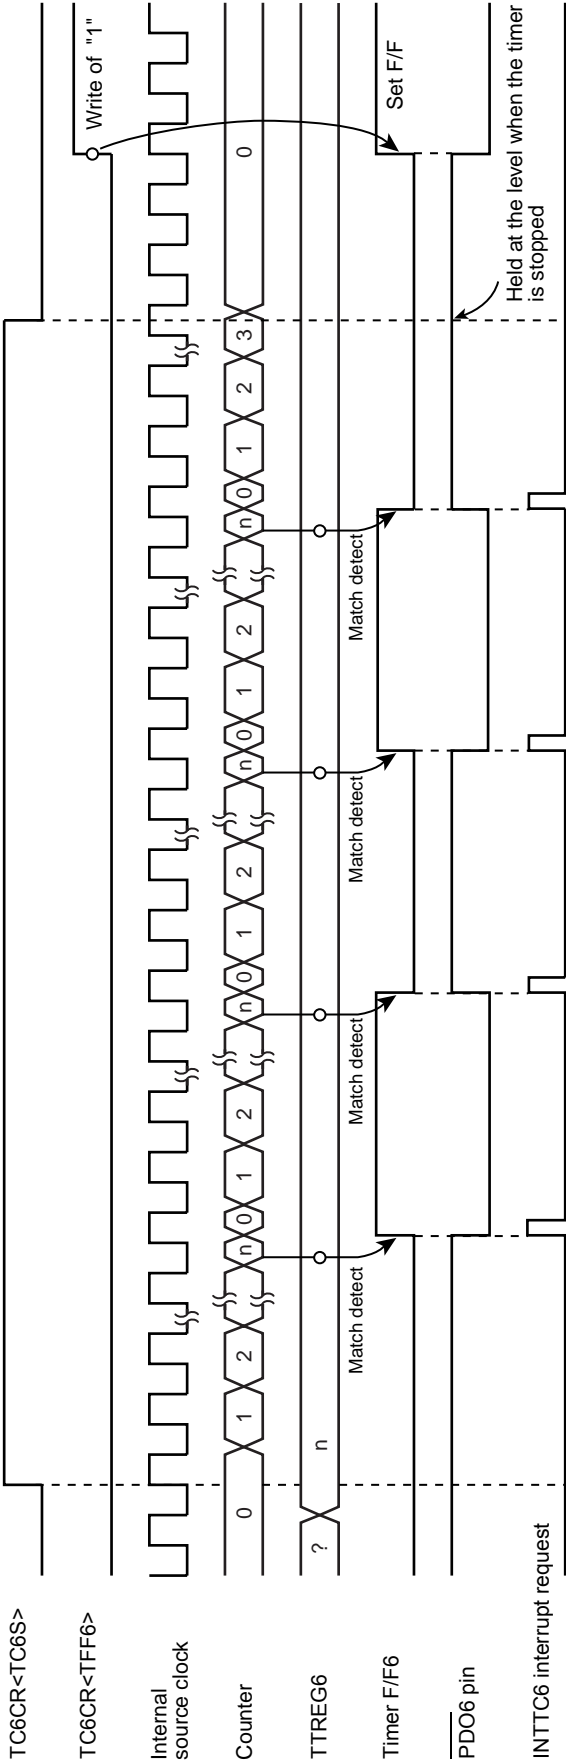 TC6CR<TC6S>
TC6CR<TFF6>
Write of "1"
Internal
source clock
Counter
0 1 2 n 0 1 2 n 0 1 2 n 0 1 2 n 0 1 2 3 0
TTREG6
? n
Match detect
Match detect
Match detect
Match detect
Timer F/F6
Set F/F
PDO6 pin
Held at the level when the timer
is stopped
INTTC6 interrupt request